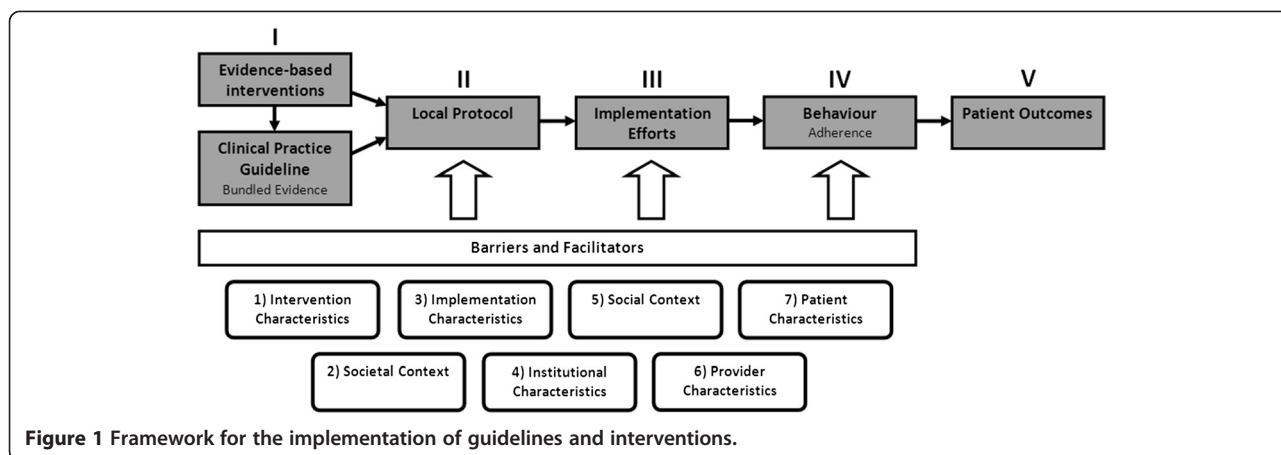 I
Evidence-based
interventions
Clinical Practice
Guideline
Bundled Evidence
II
Local Protocol
III
Implementation
Efforts
IV
Behaviour
Adherence
V
Patient Outcomes
Barriers and Facilitators
1) Intervention
Characteristics
3) Implementation
Characteristics
5) Social Context
7) Patient
Characteristics
2) Societal Context
4) Institutional
Characteristics
6) Provider
Characteristics
Figure 1 Framework for the implementation of guidelines and interventions.